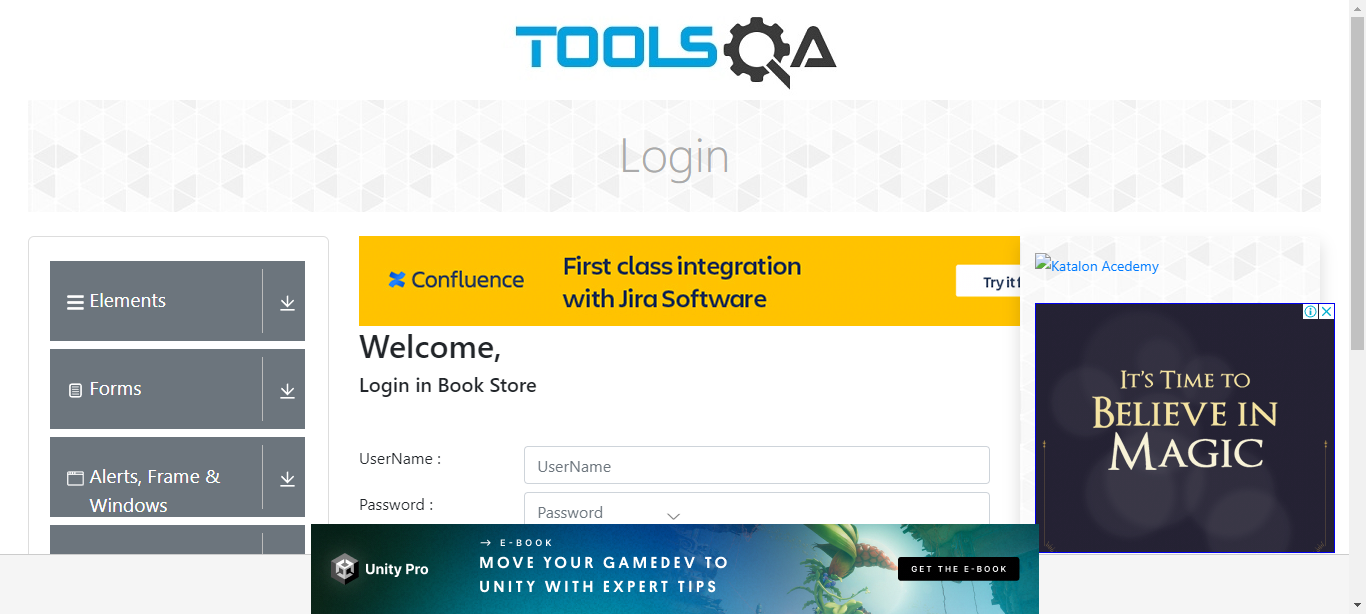 TOOLSQA
Login
Elements
Forms
Alerts, Frame &
Windows
Confluence
First class integration
with Jira Software
Try it f
Welcome,
Login in Book Store
UserName :
UserName
Password :
Password
Katalon Acedemy
IT'S TIME TO
BELIEVE IN
MAGIC
Unity Pro
→ E-BOOK
MOVE YOUR GAMEDEV TO
UNITY WITH EXPERT TIPS
GET THE E-BOOK